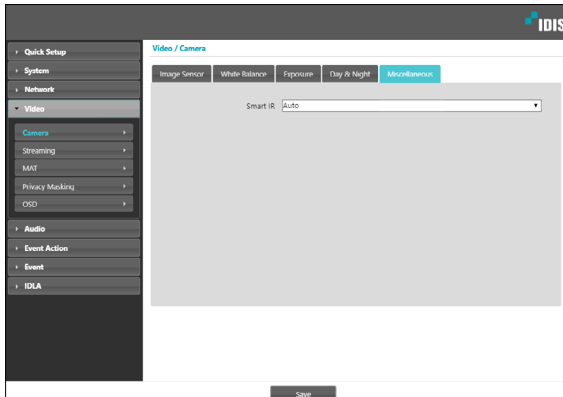 IDIS
Quick Setup
System
Network
Video
Camera
Streaming
MAT
Privacy Masking
OSD
Audio
Event Action
Event
IDLA
Video / Camera
Image Sensor White Balance Exposure Day & Night Miscellaneous
Smart IR Auto
Save